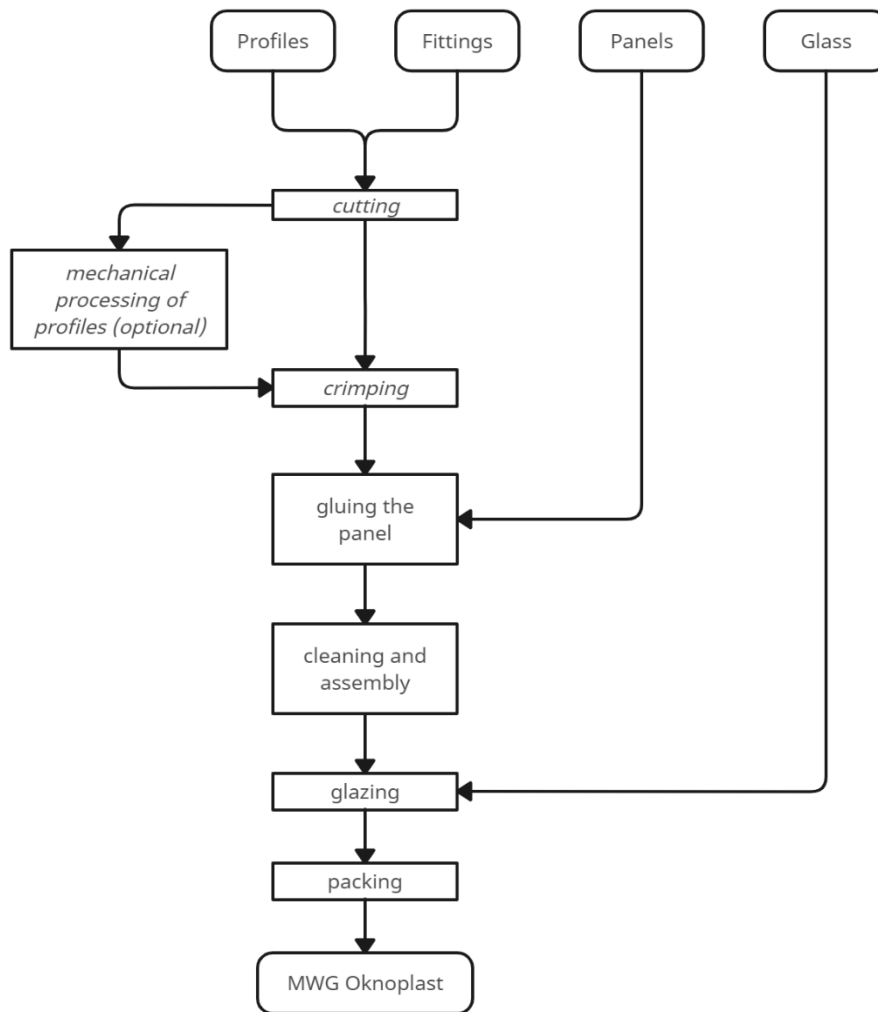 Profiles
Fittings
Panels
Glass
cutting
mechanical
processing of
profiles (optional)
crimping
gluing the
panel
cleaning and
assembly
glazing
packing
MWG Oknoplast